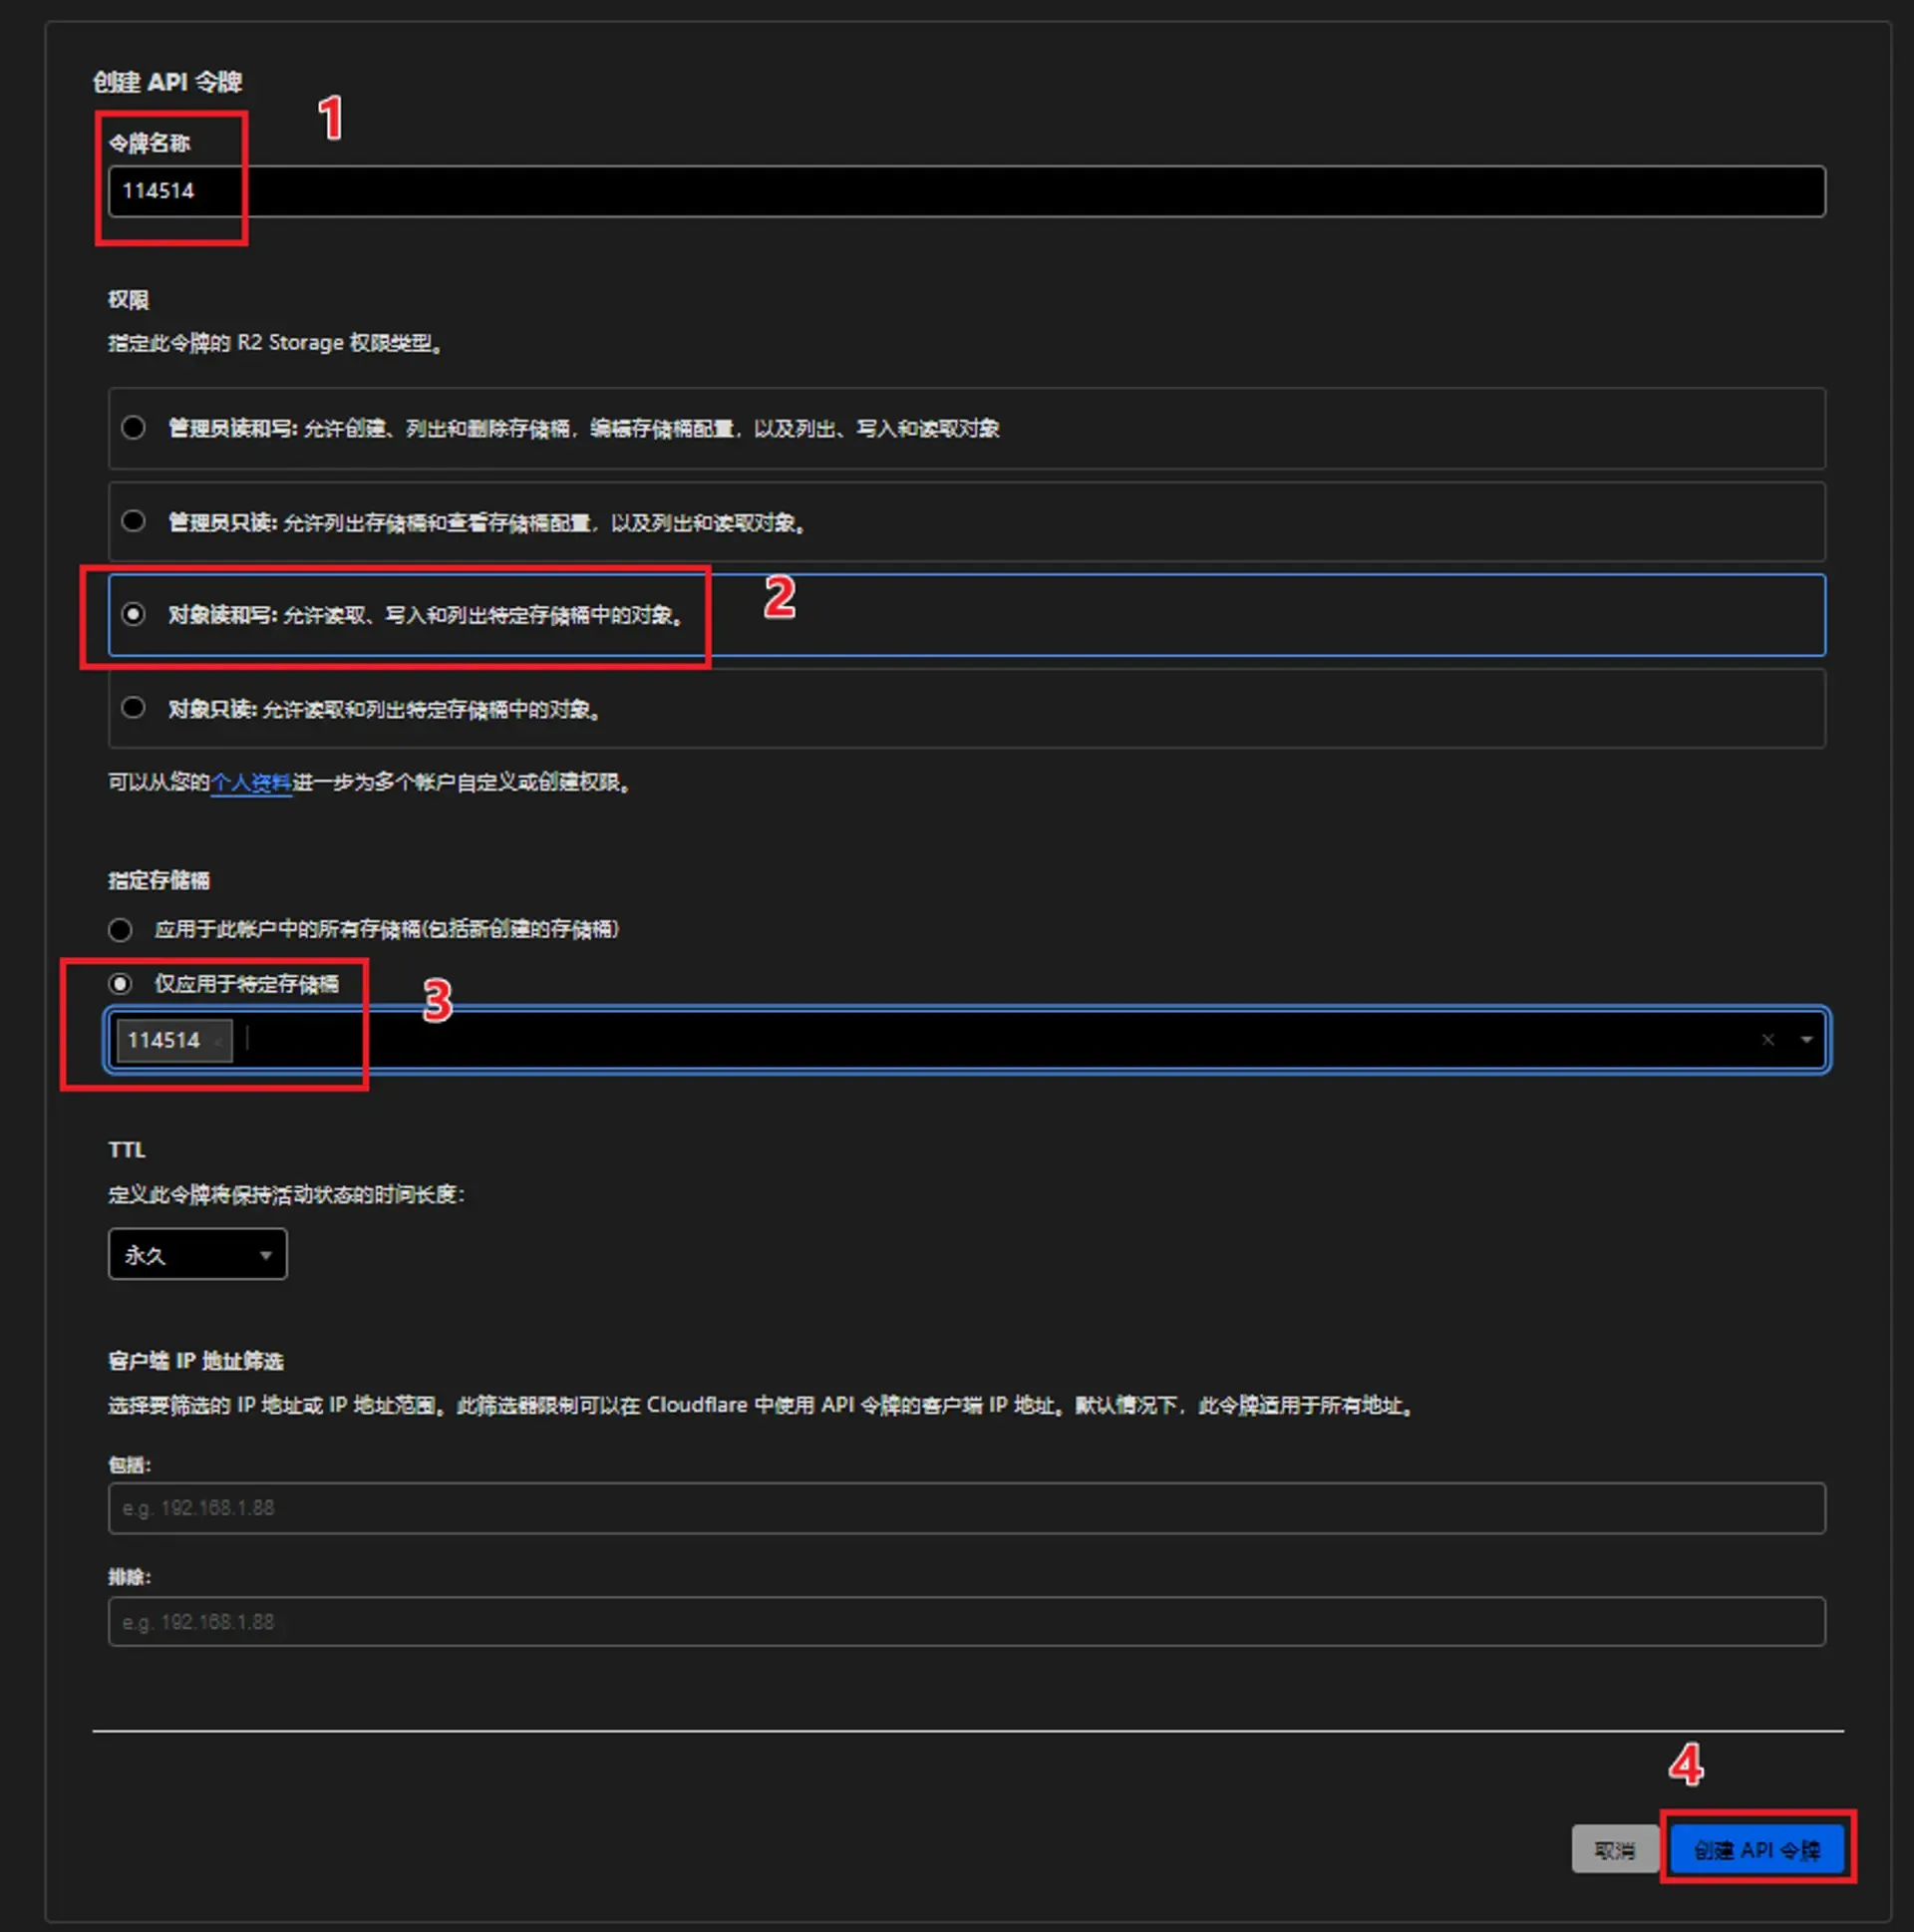 创建 API 令牌
1
令牌名称
114514
权限
指定此令牌的 R2 Storage 权限类型。
管理员读和写: 允许创建、列出和删除存储桶，编辑存储桶配置，以及列出、写入和读取对象
管理员只读: 允许列出存储桶和查看存储桶配置，以及列出和读取对象。
对象读和写: 允许读取、写入和列出特定存储桶中的对象。
2
对象只读: 允许读取和列出特定存储桶中的对象。
可以从您的个人资料进一步为多个帐户自定义或创建权限。
指定存储桶
应用于此帐户中的所有存储桶(包括新创建的存储桶)
仅应用于特定存储桶
3
114514
TTL
定义此令牌将保持活动状态的时间长度:
永久
客户端 IP 地址筛选
选择要筛选的 IP 地址或 IP 地址范围。此筛选器限制可以在 Cloudflare 中使用 API 令牌的客户端 IP 地址。默认情况下，此令牌适用于所有地址。
包括:
e.g. 192.168.1.88
排除:
e.g. 192.168.1.88
4
取消
创建 API 令牌